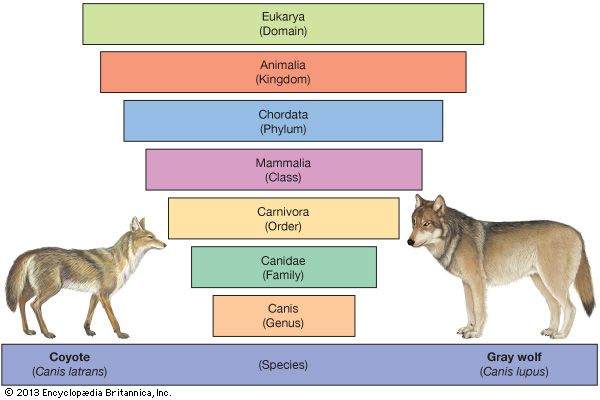 Eukarya
(Domain)
Animalia
(Kingdom)
Chordata
(Phylum)
Mammalia
(Class)
Carnivora
(Order)
Canidae
(Family)
Canis
(Genus)
Coyote
(Canis latrans)
(Species)
Gray wolf
(Canis lupus)
© 2013 Encyclopædia Britannica, Inc.